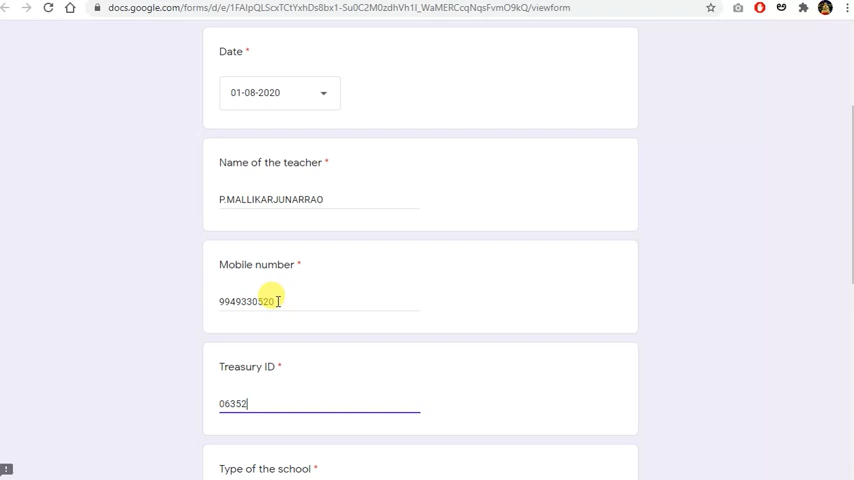 docs.google.com/forms/d/e/1FAIpQLScxTCtYxhDs8bx1-Su0C2M0zdhVh1I_WaMERCcqNqsFvmO9kQ/viewform
Date *
01-08-2020
Name of the teacher *
P.MALLIKARJUNARRAO
Mobile number *
9949330520
Treasury ID *
06352
Type of the school *